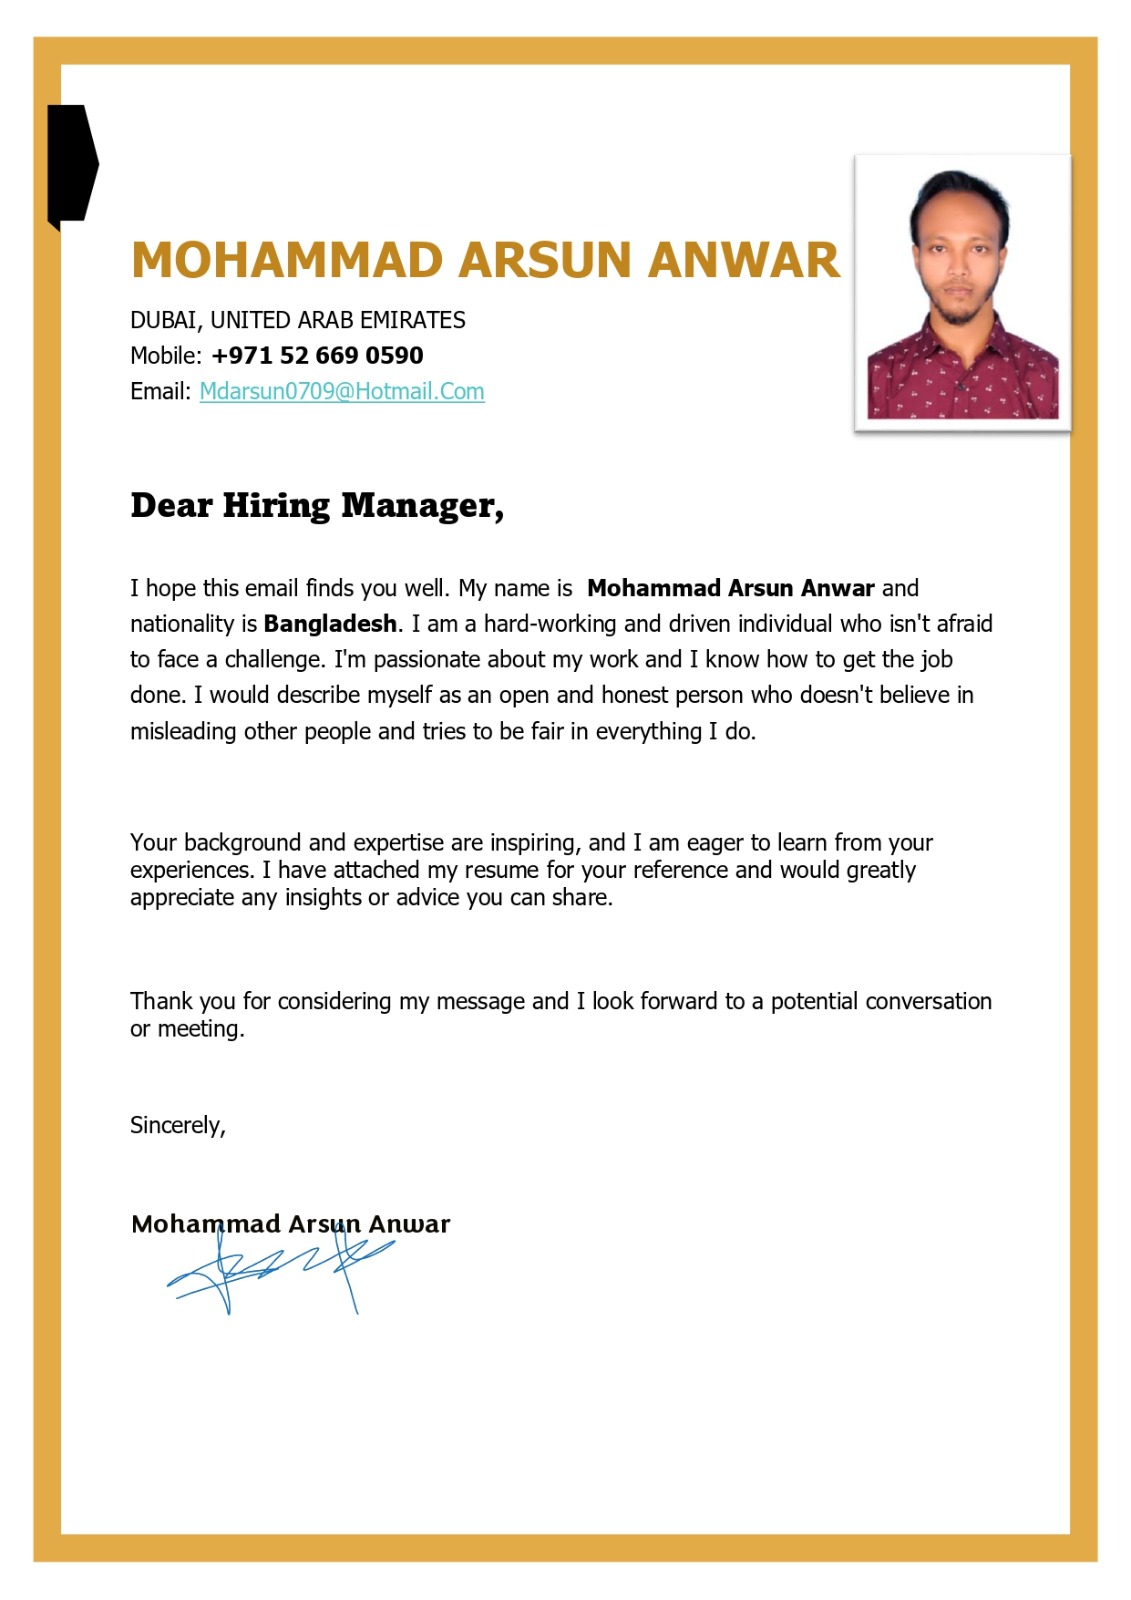 MOHAMMAD ARSUN ANWAR
DUBAI, UNITED ARAB EMIRATES
Mobile: +971 52 669 0590
Email: Mdarsun0709@Hotmail.Com
Dear Hiring Manager,
I hope this email finds you well. My name is  Mohammad Arsun Anwar and
nationality is Bangladesh. I am a hard-working and driven individual who isn't afraid
to face a challenge. I'm passionate about my work and I know how to get the job
done. I would describe myself as an open and honest person who doesn't believe in
misleading other people and tries to be fair in everything I do.
Your background and expertise are inspiring, and I am eager to learn from your
experiences. I have attached my resume for your reference and would greatly
appreciate any insights or advice you can share.
Thank you for considering my message and I look forward to a potential conversation
or meeting.
Sincerely,
Mohammad Arsun Anwar